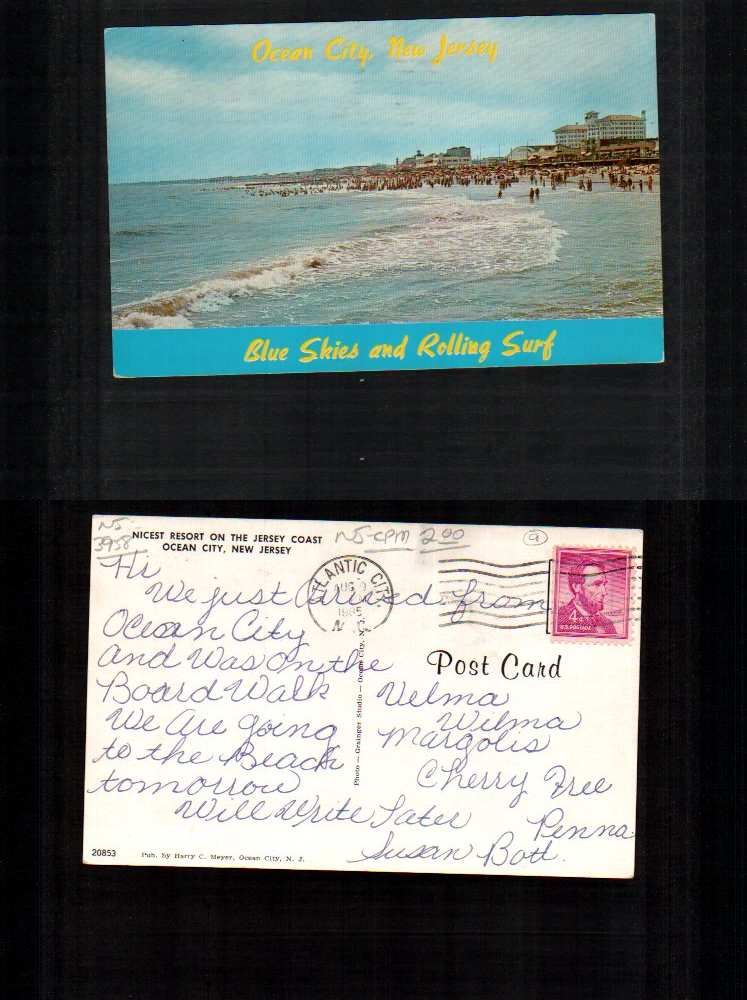 Ocean City, New Jersey
Blue Skies and Rolling Surf
NJ
3958
NICEST RESORT ON THE JERSEY COAST
OCEAN CITY, NEW JERSEY
NJ-CPM 2.00
ATLANTIC CITY,
AUG
1965
N.J.
4¢
U.S. POSTAGE
Hi
We just arrived from
Ocean City
and was on the
Board Walk
We Are going
to the Beach
tomorrow
Will Write Later
Susan Bott.
Post Card
Velma
Wilma
Margolis
Cherry Tree
Penna
Photo — Grainger Studio — Ocean City, N. J.
20853
Pub. by Harry C. Meyer, Ocean City, N. J.